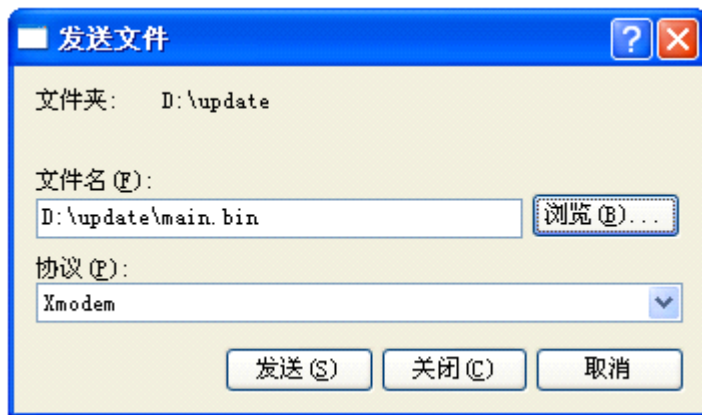 发送文件
文件夹: D:\update
文件名(F):
D:\update\main.bin 浏览(B)...
协议(P):
Xmodem
发送(S) 关闭(C) 取消